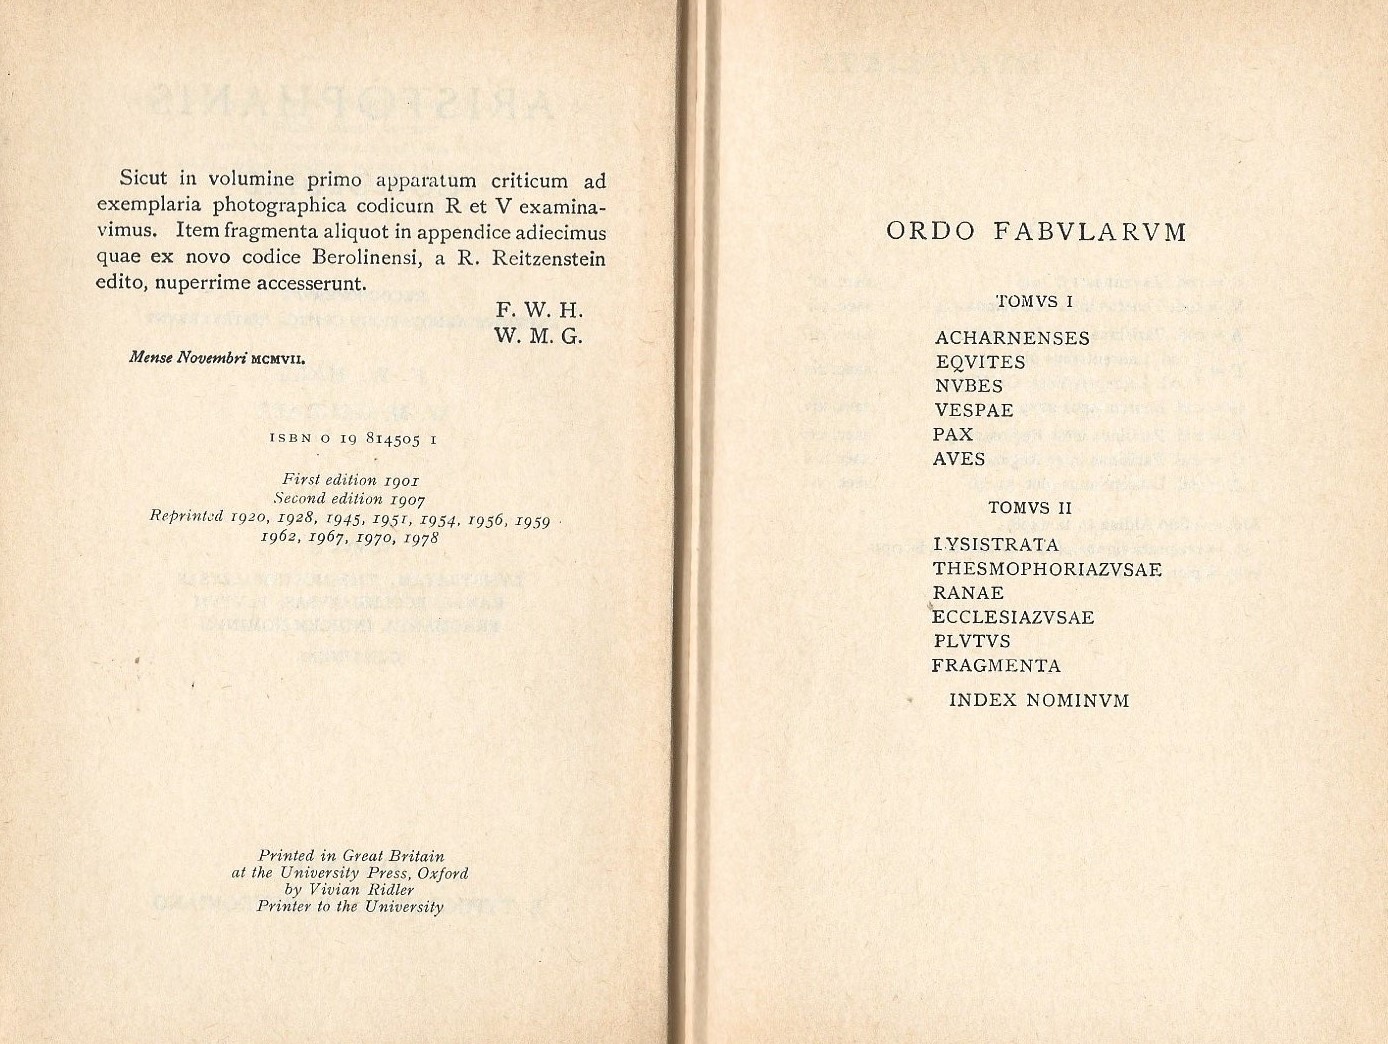 Sicut in volumine primo apparatum criticum ad
exemplaria photographica codicum R et V examina-
vimus. Item fragmenta aliquot in appendice adiecimus
quae ex novo codice Berolinensi, a R. Reitzenstein
edito, nuperrime accesserunt.
F. W. H.
W. M. G.
Mense Novembri MCMVII.
ISBN 0 19 814505 1
First edition 1901
Second edition 1907
Reprinted 1920, 1928, 1945, 1951, 1954, 1956, 1959
1962, 1967, 1970, 1978
Printed in Great Britain
at the University Press, Oxford
by Vivian Ridler
Printer to the University
ORDO FABVLARVM
TOMVS I
ACHARNENSES
EQVITES
NVBES
VESPAE
PAX
AVES
TOMVS II
LYSISTRATA
THESMOPHORIAZVSAE
RANAE
ECCLESIAZVSAE
PLVTVS
FRAGMENTA
INDEX NOMINVM